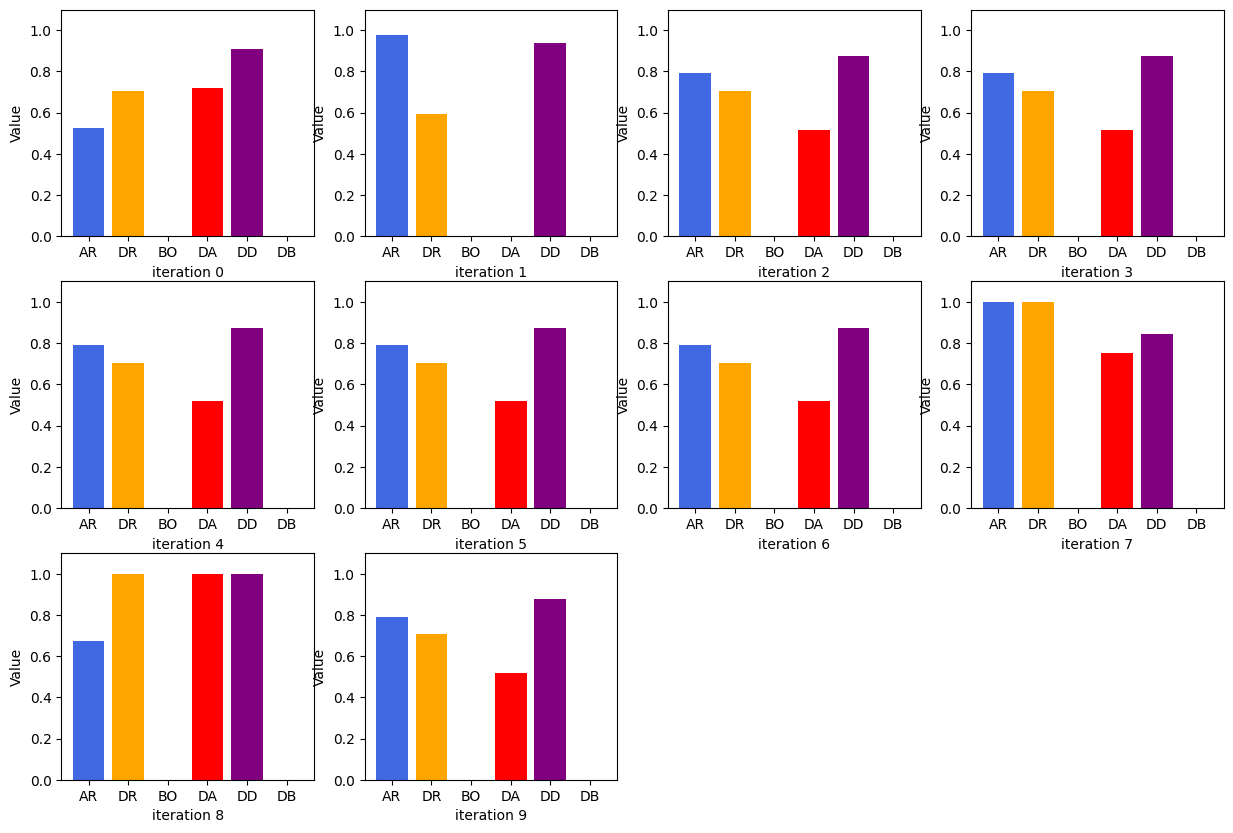 1.0
0.8
0.6
0.4
0.2
0.0
Value
AR DR BO DA DD DB
iteration 0
1.0
0.8
0.6
0.4
0.2
0.0
Value
AR DR BO DA DD DB
iteration 1
1.0
0.8
0.6
0.4
0.2
0.0
Value
AR DR BO DA DD DB
iteration 2
1.0
0.8
0.6
0.4
0.2
0.0
Value
AR DR BO DA DD DB
iteration 3
1.0
0.8
0.6
0.4
0.2
0.0
Value
AR DR BO DA DD DB
iteration 4
1.0
0.8
0.6
0.4
0.2
0.0
Value
AR DR BO DA DD DB
iteration 5
1.0
0.8
0.6
0.4
0.2
0.0
Value
AR DR BO DA DD DB
iteration 6
1.0
0.8
0.6
0.4
0.2
0.0
Value
AR DR BO DA DD DB
iteration 7
1.0
0.8
0.6
0.4
0.2
0.0
Value
AR DR BO DA DD DB
iteration 8
1.0
0.8
0.6
0.4
0.2
0.0
Value
AR DR BO DA DD DB
iteration 9